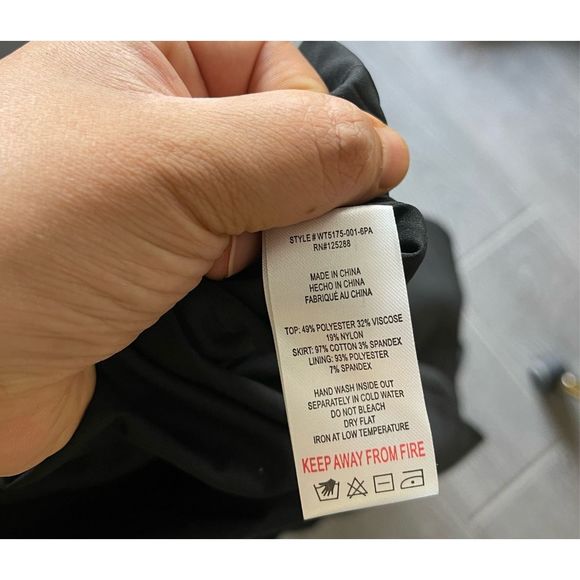 STYLE # WT5175-001-6PA
RN#125288
MADE IN CHINA
HECHO IN CHINA
FABRIQUÉ AU CHINA
TOP: 49% POLYESTER 32% VISCOSE
19% NYLON
SKIRT: 97% COTTON 3% SPANDEX
LINING: 93% POLYESTER
7% SPANDEX
HAND WASH INSIDE OUT
SEPARATELY IN COLD WATER
DO NOT BLEACH
DRY FLAT
IRON AT LOW TEMPERATURE
KEEP AWAY FROM FIRE